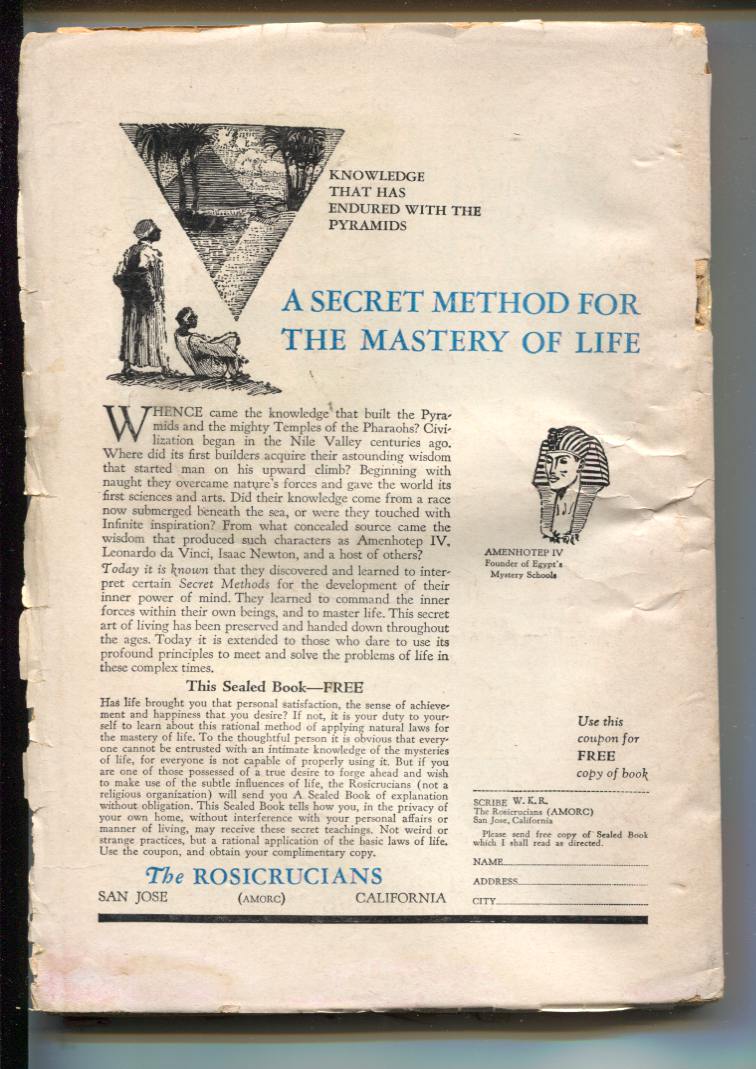 KNOWLEDGE
THAT HAS
ENDURED WITH THE
PYRAMIDS
A SECRET METHOD FOR
THE MASTERY OF LIFE
WHENCE came the knowledge that built the Pyra-
mids and the mighty Temples of the Pharaohs? Civi-
lization began in the Nile Valley centuries ago.
Where did its first builders acquire their astounding wisdom
that started man on his upward climb? Beginning with
naught they overcame nature's forces and gave the world its
first sciences and arts. Did their knowledge come from a race
now submerged beneath the sea, or were they touched with
Infinite inspiration? From what concealed source came the
wisdom that produced such characters as Amenhotep IV,
Leonardo da Vinci, Isaac Newton, and a host of others?
Today it is known that they discovered and learned to inter-
pret certain Secret Methods for the development of their
inner power of mind. They learned to command the inner
forces within their own beings, and to master life. This secret
art of living has been preserved and handed down throughout
the ages. Today it is extended to those who dare to use its
profound principles to meet and solve the problems of life in
these complex times.
This Sealed Book—FREE
Has life brought you that personal satisfaction, the sense of achieve-
ment and happiness that you desire? If not, it is your duty to your-
self to learn about this rational method of applying natural laws for
the mastery of life. To the thoughtful person it is obvious that every-
one cannot be entrusted with an intimate knowledge of the mysteries
of life, for everyone is not capable of properly using it. But if you
are one of those possessed of a true desire to forge ahead and wish
to make use of the subtle influences of life, the Rosicrucians (not a
religious organization) will send you A Sealed Book of explanation
without obligation. This Sealed Book tells how you, in the privacy of
your own home, without interference with your personal affairs or
manner of living, may receive these secret teachings. Not weird or
strange practices, but a rational application of the basic laws of life.
Use the coupon, and obtain your complimentary copy.
The ROSICRUCIANS
SAN JOSE (AMORC) CALIFORNIA
AMENHOTEP IV
Founder of Egypt's
Mystery Schools
Use this
coupon for
FREE
copy of book
SCRIBE W. K. R.
The Rosicrucians (AMORC)
San Jose, California
Please send free copy of Sealed Book
which I shall read as directed.
NAME
ADDRESS
CITY